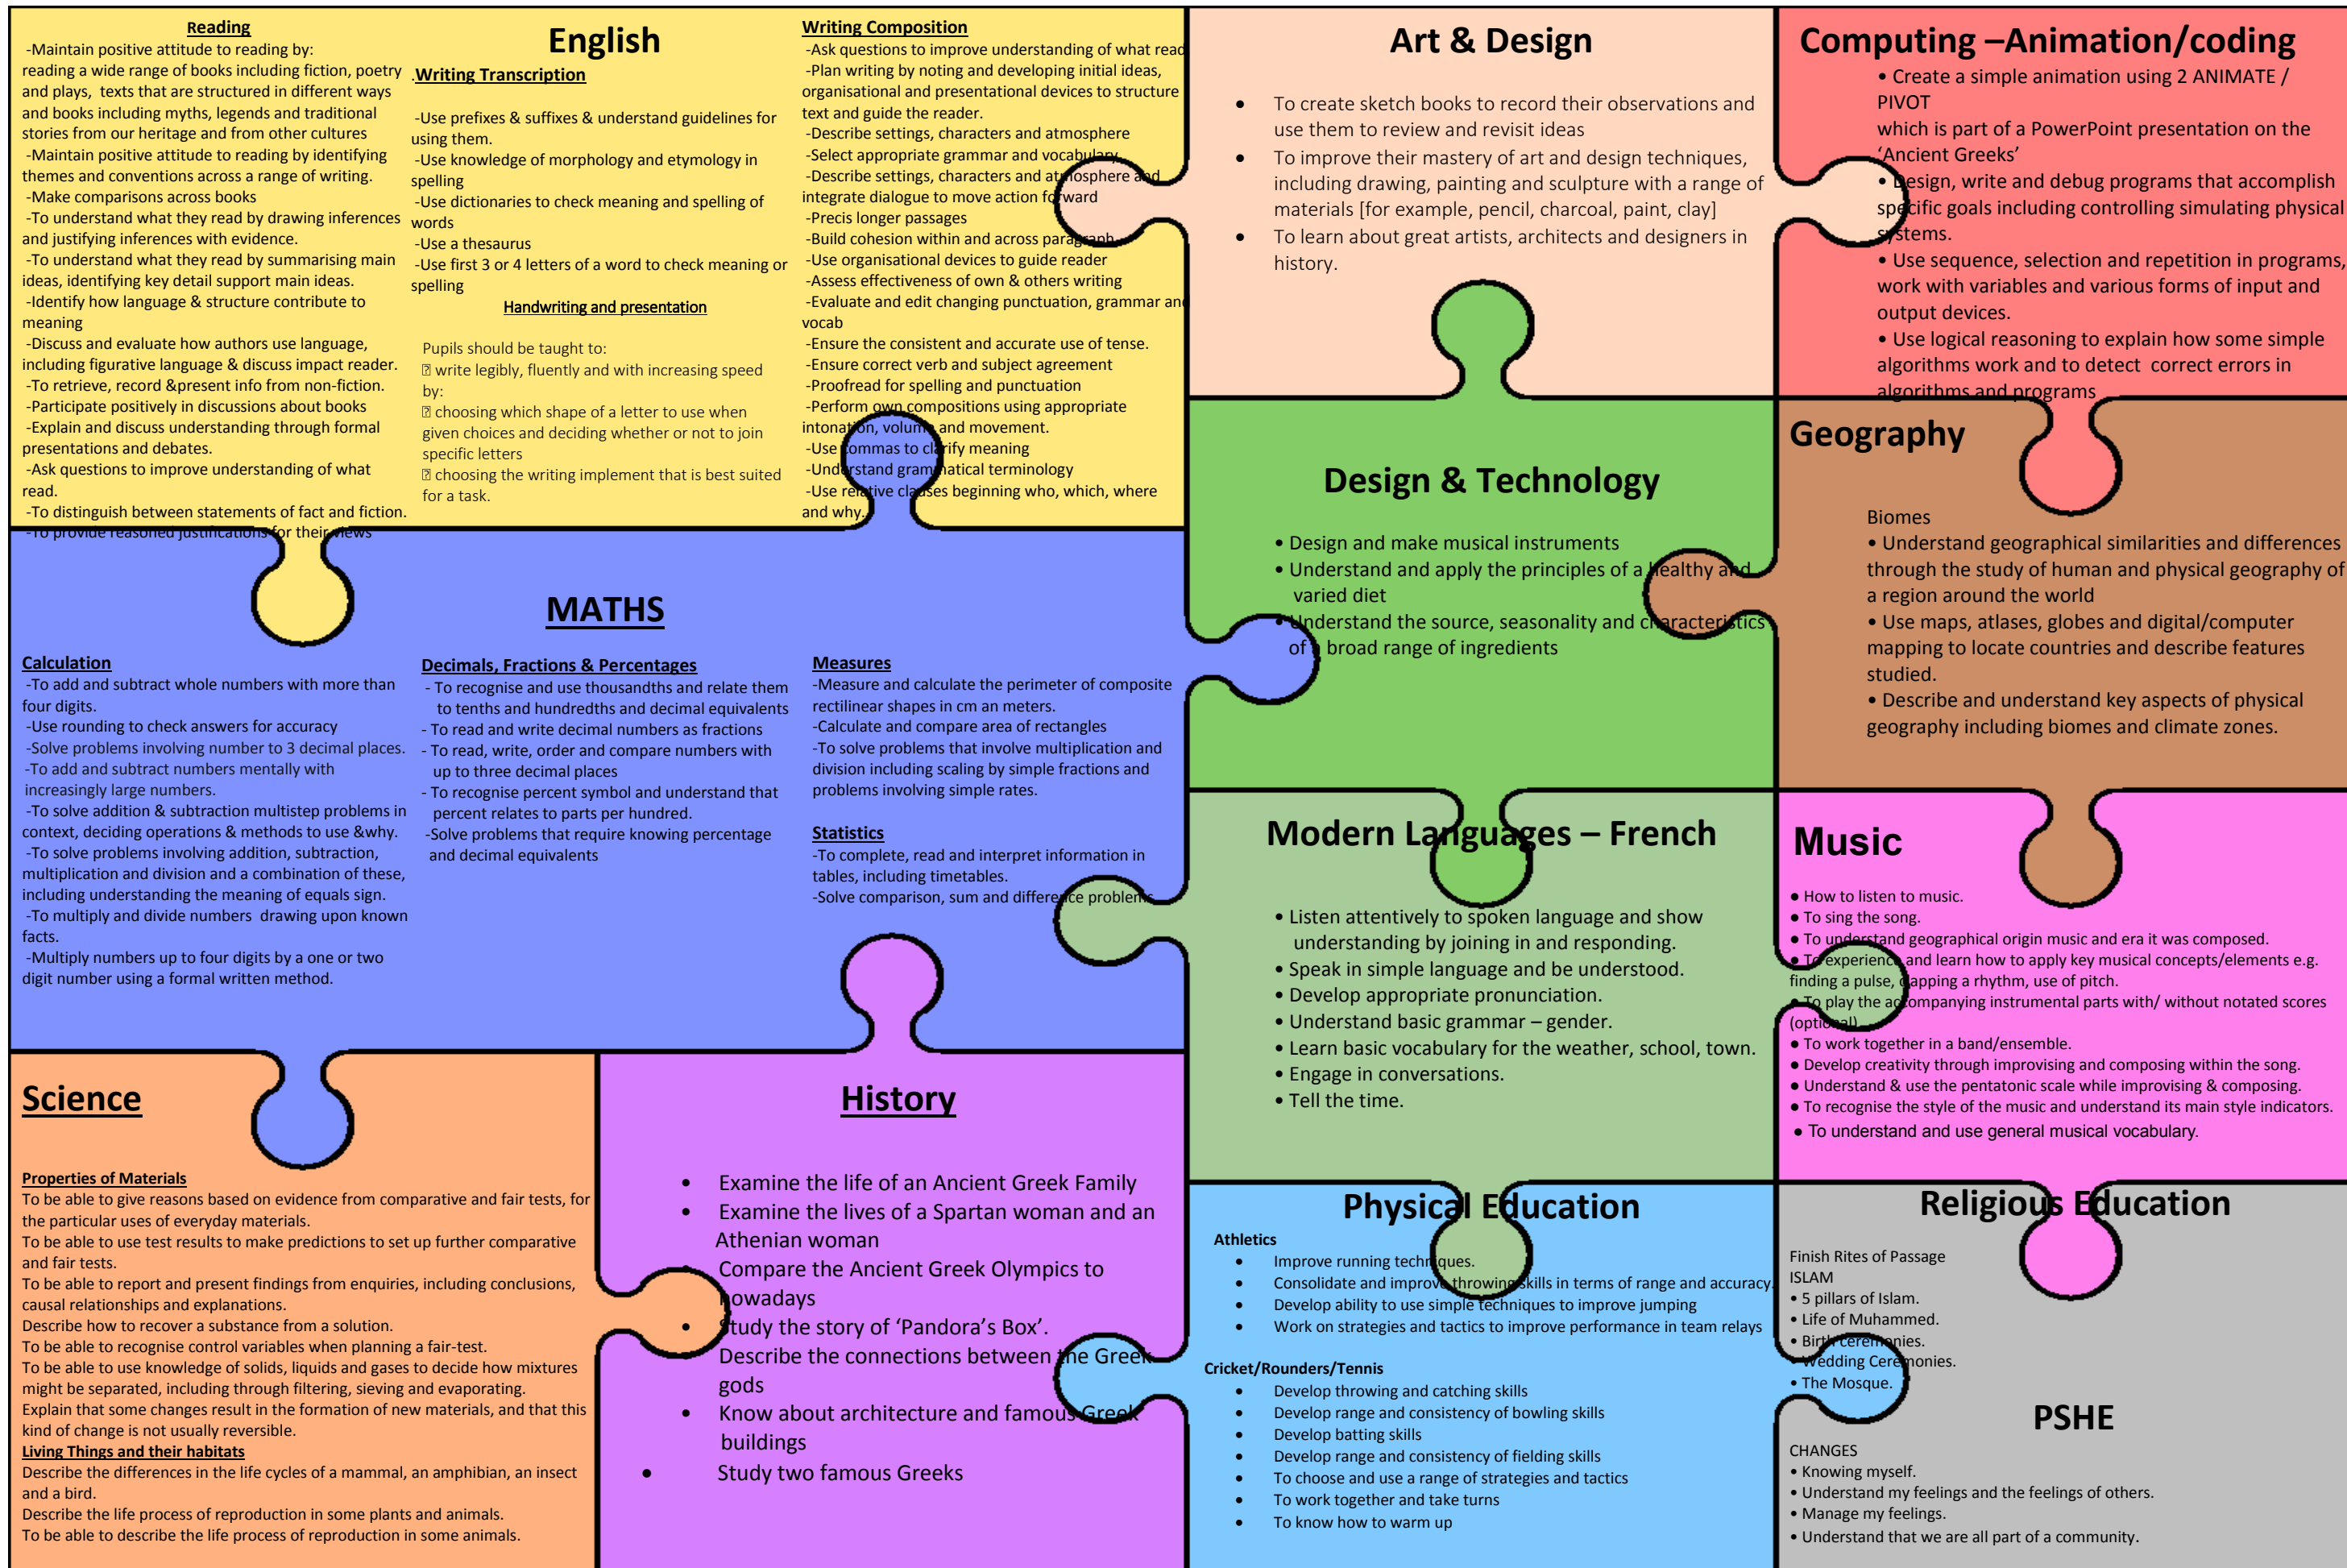 Reading
-Maintain positive attitude to reading by:
reading a wide range of books including fiction, poetry
and plays, texts that are structured in different ways
and books including myths, legends and traditional
stories from our heritage and from other cultures
-Maintain positive attitude to reading by identifying
themes and conventions across a range of writing.
-Make comparisons across books
-To understand what they read by drawing inferences
and justifying inferences with evidence.
-To understand what they read by summarising main
ideas, identifying key detail support main ideas.
-Identify how language & structure contribute to
meaning
-Discuss and evaluate how authors use language,
including figurative language & discuss impact reader.
-To retrieve, record &present info from non-fiction.
-Participate positively in discussions about books
-Explain and discuss understanding through formal
presentations and debates.
-Ask questions to improve understanding of what
read.
-To distinguish between statements of fact and fiction.
-To provide reasoned justifications for their views
English
.Writing Transcription
-Use prefixes & suffixes & understand guidelines for
using them.
-Use knowledge of morphology and etymology in
spelling
-Use dictionaries to check meaning and spelling of
words
-Use a thesaurus
-Use first 3 or 4 letters of a word to check meaning or
spelling
Handwriting and presentation
Pupils should be taught to:
write legibly, fluently and with increasing speed
by:
choosing which shape of a letter to use when
given choices and deciding whether or not to join
specific letters
choosing the writing implement that is best suited
for a task.
Writing Composition
-Ask questions to improve understanding of what read
-Plan writing by noting and developing initial ideas,
organisational and presentational devices to structure
text and guide the reader.
-Describe settings, characters and atmosphere
-Select appropriate grammar and vocabulary
-Describe settings, characters and atmosphere and
integrate dialogue to move action forward
-Precis longer passages
-Build cohesion within and across paragraph
-Use organisational devices to guide reader
-Assess effectiveness of own & others writing
-Evaluate and edit changing punctuation, grammar and
vocab
-Ensure the consistent and accurate use of tense.
-Ensure correct verb and subject agreement
-Proofread for spelling and punctuation
-Perform own compositions using appropriate
intonation, volume and movement.
-Use commas to clarify meaning
-Understand grammatical terminology
-Use relative clauses beginning who, which, where
and why.
Art & Design
• To create sketch books to record their observations and
use them to review and revisit ideas
• To improve their mastery of art and design techniques,
including drawing, painting and sculpture with a range of
materials [for example, pencil, charcoal, paint, clay]
• To learn about great artists, architects and designers in
history.
Computing –Animation/coding
• Create a simple animation using 2 ANIMATE /
PIVOT
which is part of a PowerPoint presentation on the
‘Ancient Greeks’
• Design, write and debug programs that accomplish
specific goals including controlling simulating physical
systems.
• Use sequence, selection and repetition in programs,
work with variables and various forms of input and
output devices.
• Use logical reasoning to explain how some simple
algorithms work and to detect correct errors in
algorithms and programs
Design & Technology
• Design and make musical instruments
• Understand and apply the principles of a healthy and
varied diet
• Understand the source, seasonality and characteristics
of a broad range of ingredients
Geography
Biomes
• Understand geographical similarities and differences
through the study of human and physical geography of
a region around the world
• Use maps, atlases, globes and digital/computer
mapping to locate countries and describe features
studied.
• Describe and understand key aspects of physical
geography including biomes and climate zones.
MATHS
Calculation
-To add and subtract whole numbers with more than
four digits.
-Use rounding to check answers for accuracy
-Solve problems involving number to 3 decimal places.
-To add and subtract numbers mentally with
increasingly large numbers.
-To solve addition & subtraction multistep problems in
context, deciding operations & methods to use &why.
-To solve problems involving addition, subtraction,
multiplication and division and a combination of these,
including understanding the meaning of equals sign.
-To multiply and divide numbers drawing upon known
facts.
-Multiply numbers up to four digits by a one or two
digit number using a formal written method.
Decimals, Fractions & Percentages
- To recognise and use thousandths and relate them
to tenths and hundredths and decimal equivalents
- To read and write decimal numbers as fractions
- To read, write, order and compare numbers with
up to three decimal places
- To recognise percent symbol and understand that
percent relates to parts per hundred.
-Solve problems that require knowing percentage
and decimal equivalents
Measures
-Measure and calculate the perimeter of composite
rectilinear shapes in cm an meters.
-Calculate and compare area of rectangles
-To solve problems that involve multiplication and
division including scaling by simple fractions and
problems involving simple rates.
Statistics
-To complete, read and interpret information in
tables, including timetables.
-Solve comparison, sum and difference problems
Modern Languages – French
• Listen attentively to spoken language and show
understanding by joining in and responding.
• Speak in simple language and be understood.
• Develop appropriate pronunciation.
• Understand basic grammar – gender.
• Learn basic vocabulary for the weather, school, town.
• Engage in conversations.
• Tell the time.
Music
● How to listen to music.
● To sing the song.
● To understand geographical origin music and era it was composed.
● To experience and learn how to apply key musical concepts/elements e.g.
finding a pulse, clapping a rhythm, use of pitch.
● To play the accompanying instrumental parts with/ without notated scores
(optional)
● To work together in a band/ensemble.
● Develop creativity through improvising and composing within the song.
● Understand & use the pentatonic scale while improvising & composing.
● To recognise the style of the music and understand its main style indicators.
● To understand and use general musical vocabulary.
Science
Properties of Materials
To be able to give reasons based on evidence from comparative and fair tests, for
the particular uses of everyday materials.
To be able to use test results to make predictions to set up further comparative
and fair tests.
To be able to report and present findings from enquiries, including conclusions,
causal relationships and explanations.
Describe how to recover a substance from a solution.
To be able to recognise control variables when planning a fair-test.
To be able to use knowledge of solids, liquids and gases to decide how mixtures
might be separated, including through filtering, sieving and evaporating.
Explain that some changes result in the formation of new materials, and that this
kind of change is not usually reversible.
Living Things and their habitats
Describe the differences in the life cycles of a mammal, an amphibian, an insect
and a bird.
Describe the life process of reproduction in some plants and animals.
To be able to describe the life process of reproduction in some animals.
History
• Examine the life of an Ancient Greek Family
• Examine the lives of a Spartan woman and an
Athenian woman
Compare the Ancient Greek Olympics to
nowadays
• Study the story of ‘Pandora’s Box’.
Describe the connections between the Greek
gods
• Know about architecture and famous Greek
buildings
• Study two famous Greeks
Physical Education
Athletics
• Improve running techniques.
• Consolidate and improve throwing skills in terms of range and accuracy.
• Develop ability to use simple techniques to improve jumping
• Work on strategies and tactics to improve performance in team relays
Cricket/Rounders/Tennis
• Develop throwing and catching skills
• Develop range and consistency of bowling skills
• Develop batting skills
• Develop range and consistency of fielding skills
• To choose and use a range of strategies and tactics
• To work together and take turns
• To know how to warm up
Religious Education
Finish Rites of Passage
ISLAM
• 5 pillars of Islam.
• Life of Muhammed.
• Birth ceremonies.
• Wedding Ceremonies.
• The Mosque.
PSHE
CHANGES
• Knowing myself.
• Understand my feelings and the feelings of others.
• Manage my feelings.
• Understand that we are all part of a community.